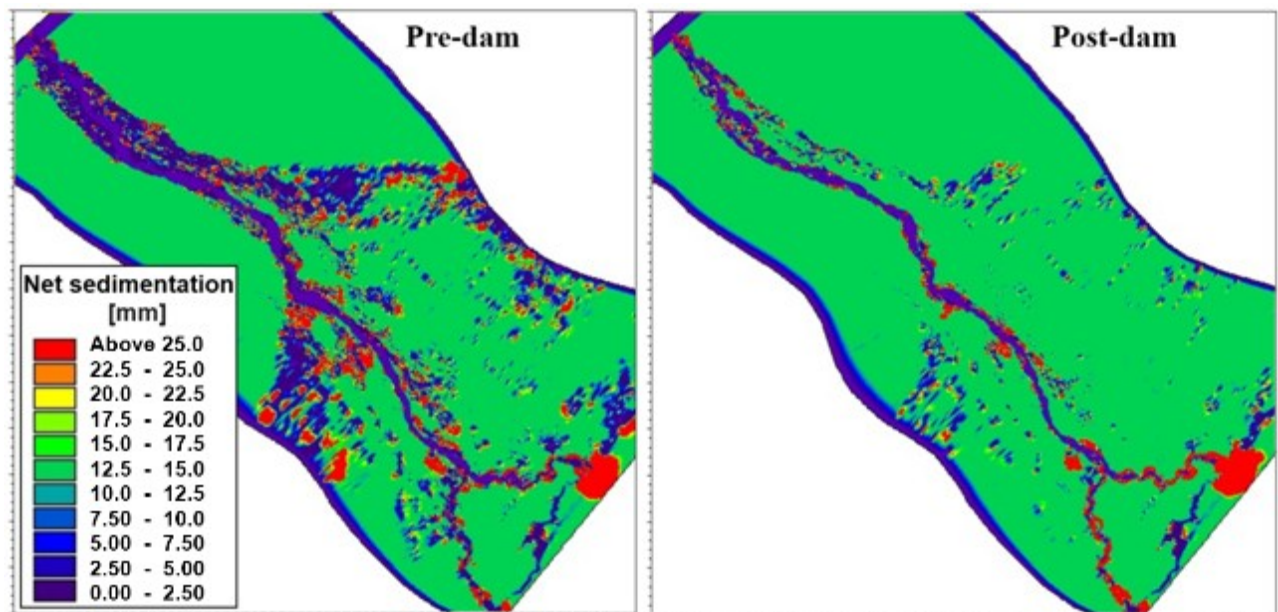 Pre-dam
Post-dam
Net sedimentation
[mm]
Above 25.0
22.5 - 25.0
20.0 - 22.5
17.5 - 20.0
15.0 - 17.5
12.5 - 15.0
10.0 - 12.5
7.50 - 10.0
5.00 - 7.50
2.50 - 5.00
0.00 - 2.50